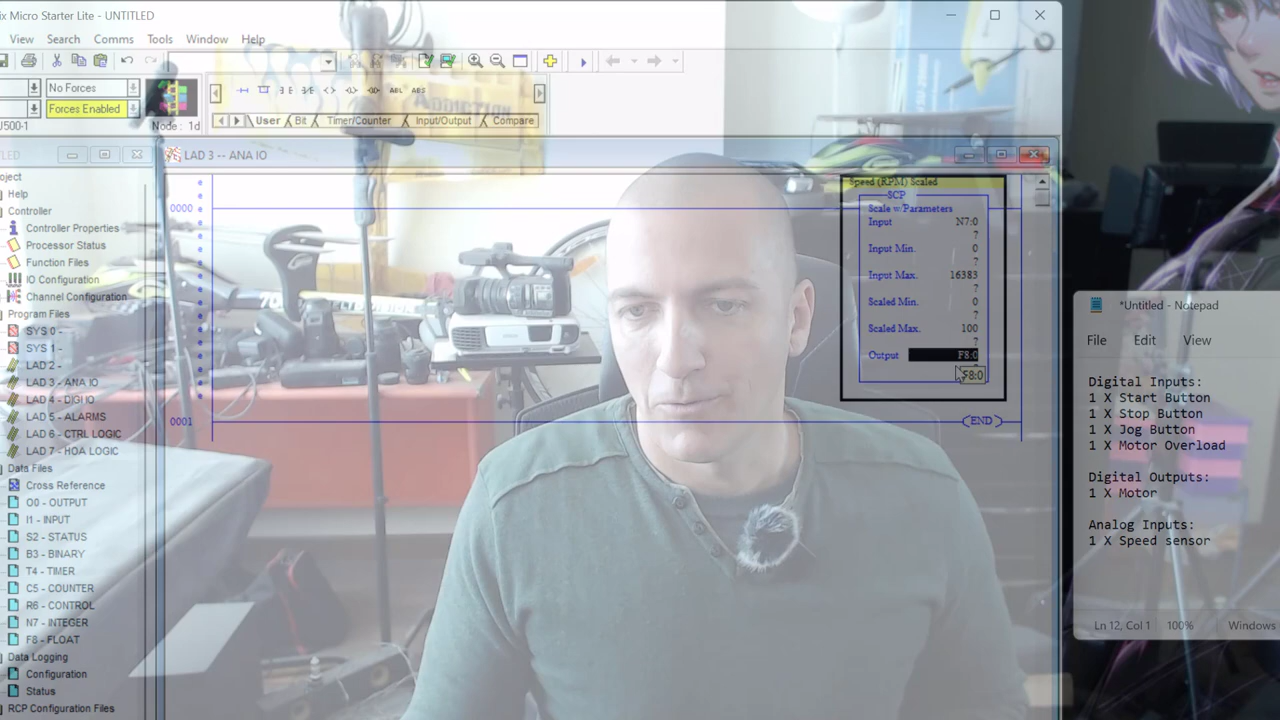 ix Micro Starter Lite - UNTITLED
View Search Comms Tools Window Help
No Forces
Forces Enabled
Node: 1d
User Bit Timer/Counter Input/Output Compare
LAD 3 -- ANA IO
Help
Controller
Controller Properties
Processor Status
Function Files
IO Configuration
Channel Configuration
Program Files
SYS 0 -
SYS 1 -
LAD 2 -
LAD 3 - ANA IO
LAD 4 - DIGI IO
LAD 5 - ALARMS
LAD 6 - CTRL LOGIC
LAD 7 - HOA LOGIC
Data Files
Cross Reference
O0 - OUTPUT
I1 - INPUT
S2 - STATUS
B3 - BINARY
T4 - TIMER
C5 - COUNTER
R6 - CONTROL
N7 - INTEGER
F8 - FLOAT
Data Logging
Configuration
Status
RCP Configuration Files
0000
0001
Speed (RPM) Scaled
SCP
Scale w/Parameters
Input N7:0
?
Input Min. 0
?
Input Max. 16383
?
Scaled Min. 0
?
Scaled Max. 100
?
Output F8:0
F8:0
END
*Untitled - Notepad
File Edit View
Digital Inputs:
1 X Start Button
1 X Stop Button
1 X Jog Button
1 X Motor Overload
Digital Outputs:
1 X Motor
Analog Inputs:
1 X Speed sensor
Ln 12, Col 1 100% Windows